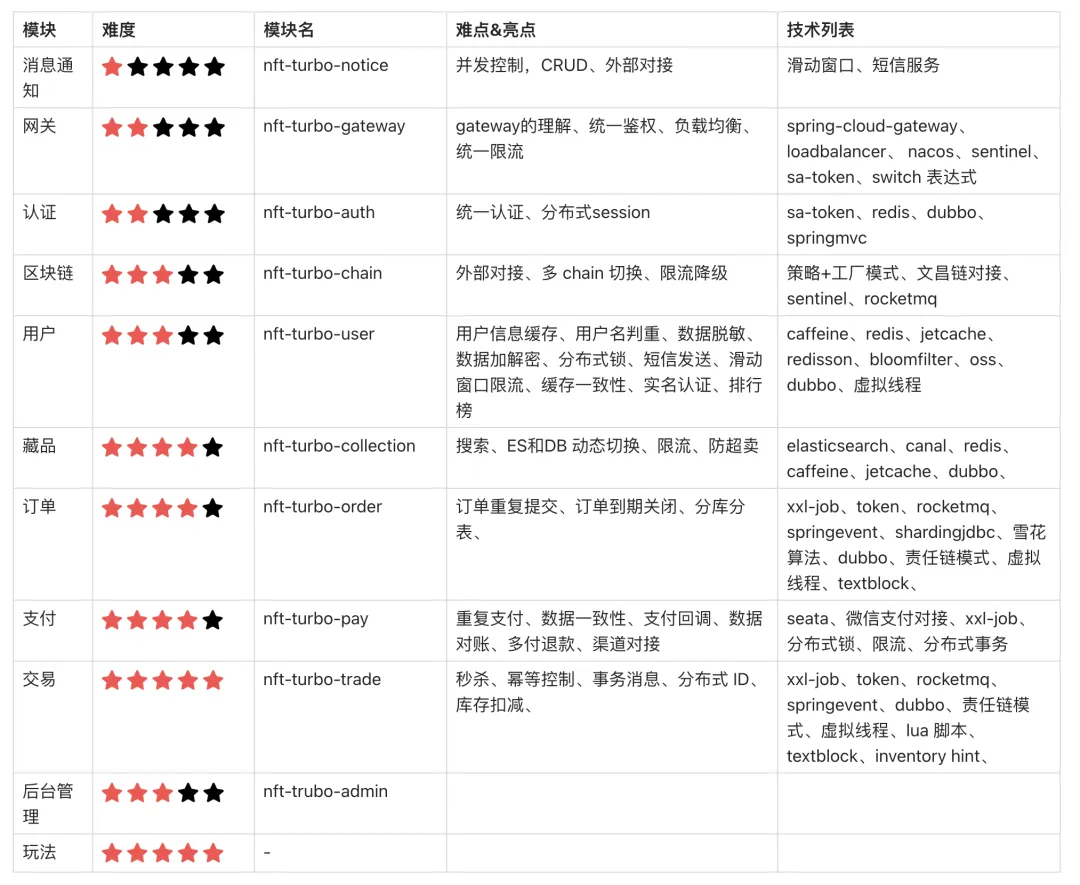 模块 难度 模块名 难点&亮点 技术列表
消息通
知
★★★★★
nft-turbo-notice
并发控制，CRUD、外部对接
滑动窗口、短信服务
网关
★★★★★
nft-turbo-gateway
gateway的理解、统一鉴权、负载均衡、
统一限流
spring-cloud-gateway、
loadbalancer、 nacos、sentinel、
sa-token、switch 表达式
认证
★★★★★
nft-turbo-auth
统一认证、分布式session
sa-token、redis、dubbo、
springmvc
区块链
★★★★★
nft-turbo-chain
外部对接、多 chain 切换、限流降级
策略+工厂模式、文昌链对接、
sentinel、rocketmq
用户
★★★★★
nft-turbo-user
用户信息缓存、用户名判重、数据脱敏、
数据加解密、分布式锁、短信发送、滑动
窗口限流、缓存一致性、实名认证、排行
榜
caffeine、redis、jetcache、
redisson、bloomfilter、oss、
dubbo、虚拟线程
藏品
★★★★★
nft-turbo-collection
搜索、ES和DB 动态切换、限流、防超卖
elasticsearch、canal、redis、
caffeine、jetcache、dubbo、
订单
★★★★★
nft-turbo-order
订单重复提交、订单到期关闭、分库分
表、
xxl-job、token、rocketmq、
springevent、shardingjdbc、雪花
算法、dubbo、责任链模式、虚拟
线程、textblock、
支付
★★★★★
nft-turbo-pay
重复支付、数据一致性、支付回调、数据
对账、多付退款、渠道对接
seata、微信支付对接、xxl-job、
分布式锁、限流、分布式事务
交易
★★★★★
nft-turbo-trade
秒杀、幂等控制、事务消息、分布式 ID、
库存扣减、
xxl-job、token、rocketmq、
springevent、dubbo、责任链模
式、虚拟线程、lua 脚本、
textblock、inventory hint、
后台管
理
★★★★★
nft-trubo-admin
玩法
★★★★★
-